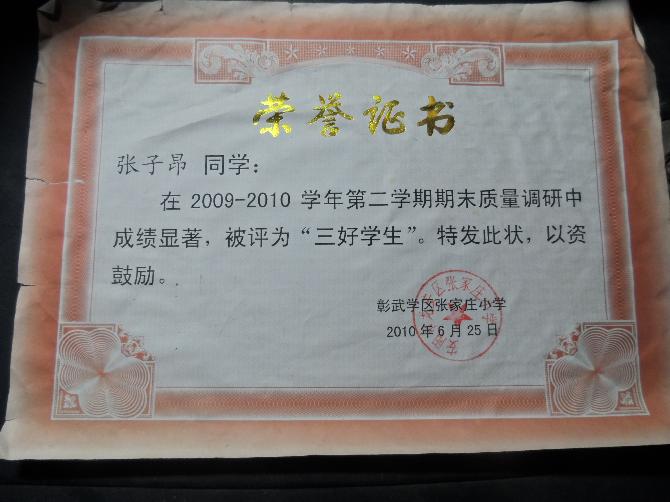 荣誉证书
张子昂 同学：
在 2009-2010 学年第二学期期末质量调研中
成绩显著，被评为“三好学生”。特发此状，以资
鼓励。
彰武学区张家庄小学
2010 年 6 月 25 日